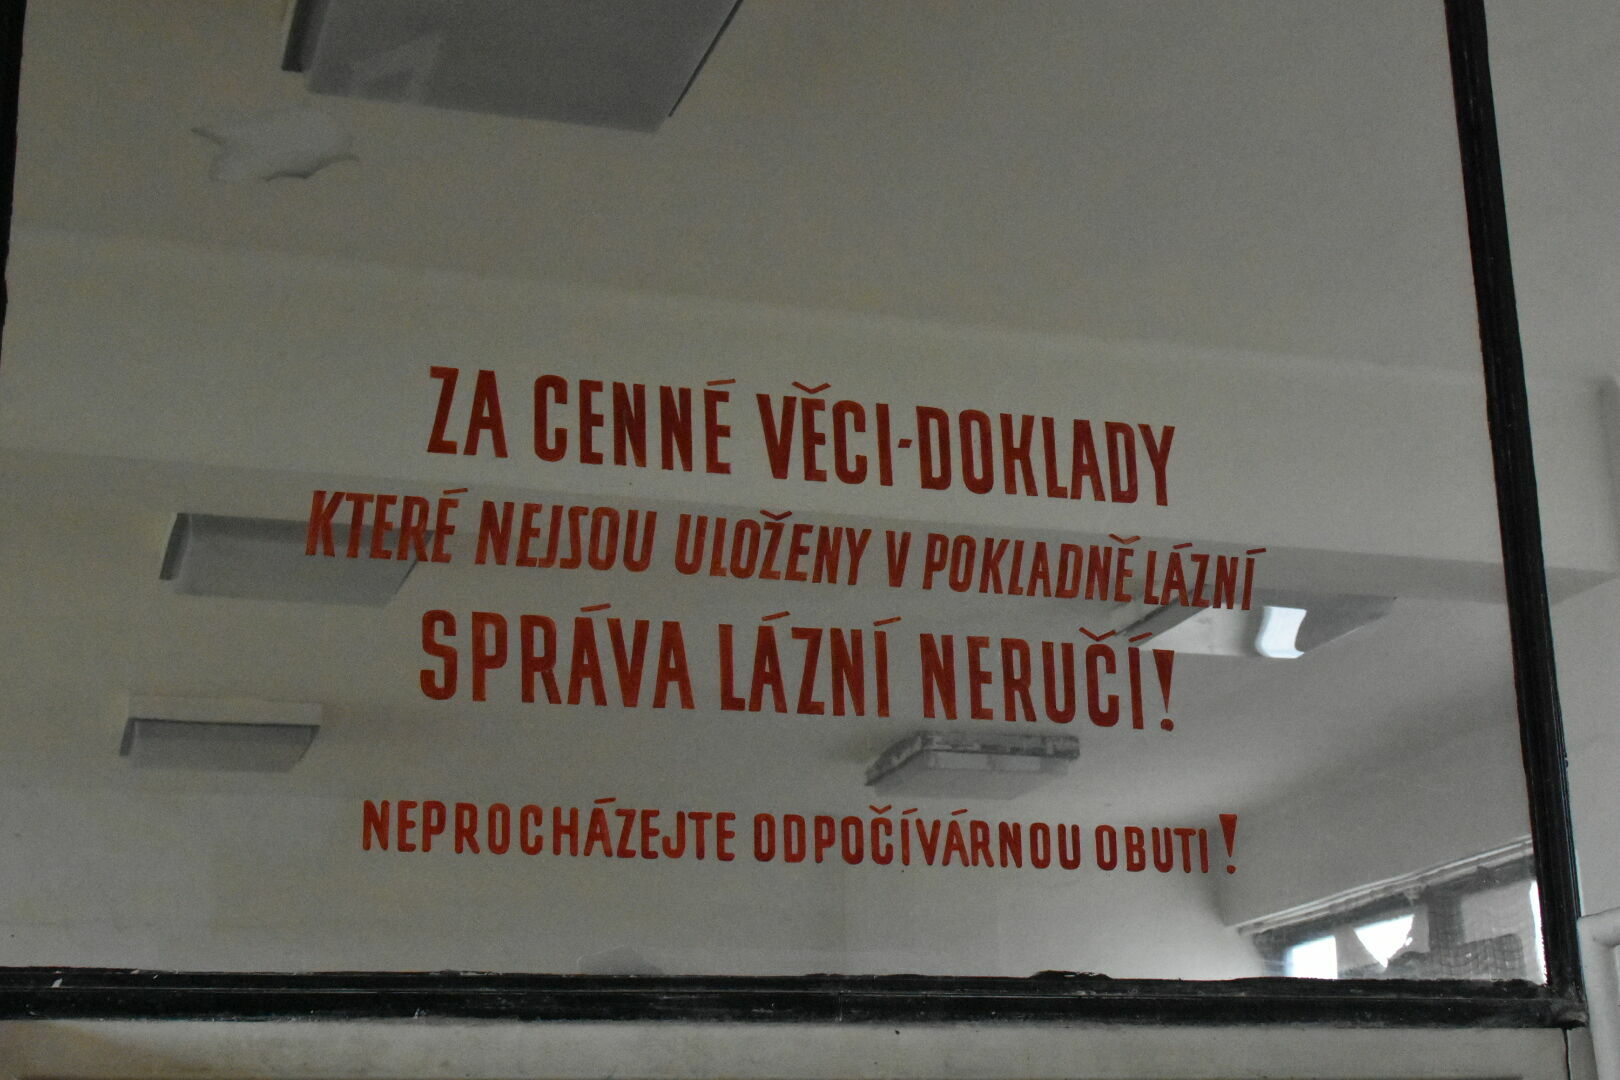 ZA CENNÉ VĚCI-DOKLADY
KTERÉ NEJSOU ULOŽENY V POKLADNĚ LÁZNÍ
SPRÁVA LÁZNÍ NERUČÍ!
NEPROCHÁZEJTE ODPOČÍVÁRNOU OBUTI!